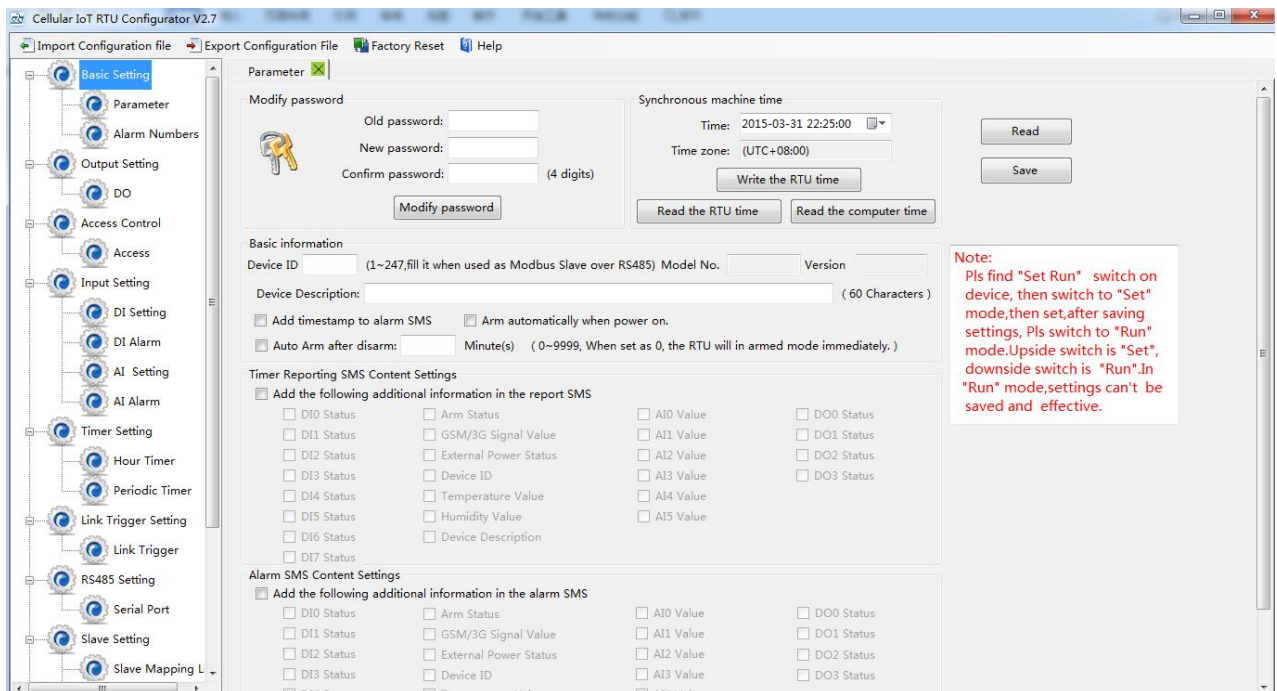 Cellular IoT RTU Configurator V2.7
Import Configuration file Export Configuration File Factory Reset Help
Basic Setting
Parameter
Alarm Numbers
Output Setting
DO
Access Control
Access
Input Setting
DI Setting
DI Alarm
AI Setting
AI Alarm
Timer Setting
Hour Timer
Periodic Timer
Link Trigger Setting
Link Trigger
RS485 Setting
Serial Port
Slave Setting
Slave Mapping Li
Parameter
Modify password
Old password:
New password:
Confirm password: (4 digits)
Modify password
Synchronous machine time
Time: 2015-03-31 22:25:00
Time zone: (UTC+08:00)
Write the RTU time
Read the RTU time Read the computer time
Read
Save
Basic information
Device ID (1~247,fill it when used as Modbus Slave over RS485) Model No. Version
Device Description: ( 60 Characters )
Add timestamp to alarm SMS Arm automatically when power on.
Auto Arm after disarm: Minute(s) ( 0~9999, When set as 0, the RTU will in armed mode immediately. )
Note:
Pls find "Set Run" switch on
device, then switch to "Set"
mode,then set,after saving
settings, Pls switch to "Run"
mode.Upside switch is "Set",
downside switch is "Run".In
"Run" mode,settings can't be
saved and effective.
Timer Reporting SMS Content Settings
Add the following additional information in the report SMS
DI0 Status Arm Status AI0 Value DO0 Status
DI1 Status GSM/3G Signal Value AI1 Value DO1 Status
DI2 Status External Power Status AI2 Value DO2 Status
DI3 Status Device ID AI3 Value DO3 Status
DI4 Status Temperature Value AI4 Value
DI5 Status Humidity Value AI5 Value
DI6 Status Device Description
DI7 Status
Alarm SMS Content Settings
Add the following additional information in the alarm SMS
DI0 Status Arm Status AI0 Value DO0 Status
DI1 Status GSM/3G Signal Value AI1 Value DO1 Status
DI2 Status External Power Status AI2 Value DO2 Status
DI3 Status Device ID AI3 Value DO3 Status